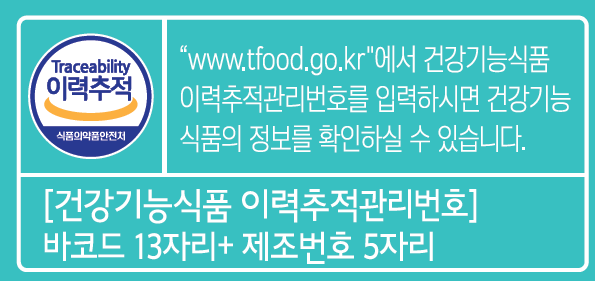 Traceability
이력추적
식품의약품안전처
“www.tfood.go.kr"에서 건강기능식품
이력추적관리번호를 입력하시면 건강기능
식품의 정보를 확인하실 수 있습니다.
[건강기능식품 이력추적관리번호]
바코드 13자리+ 제조번호 5자리